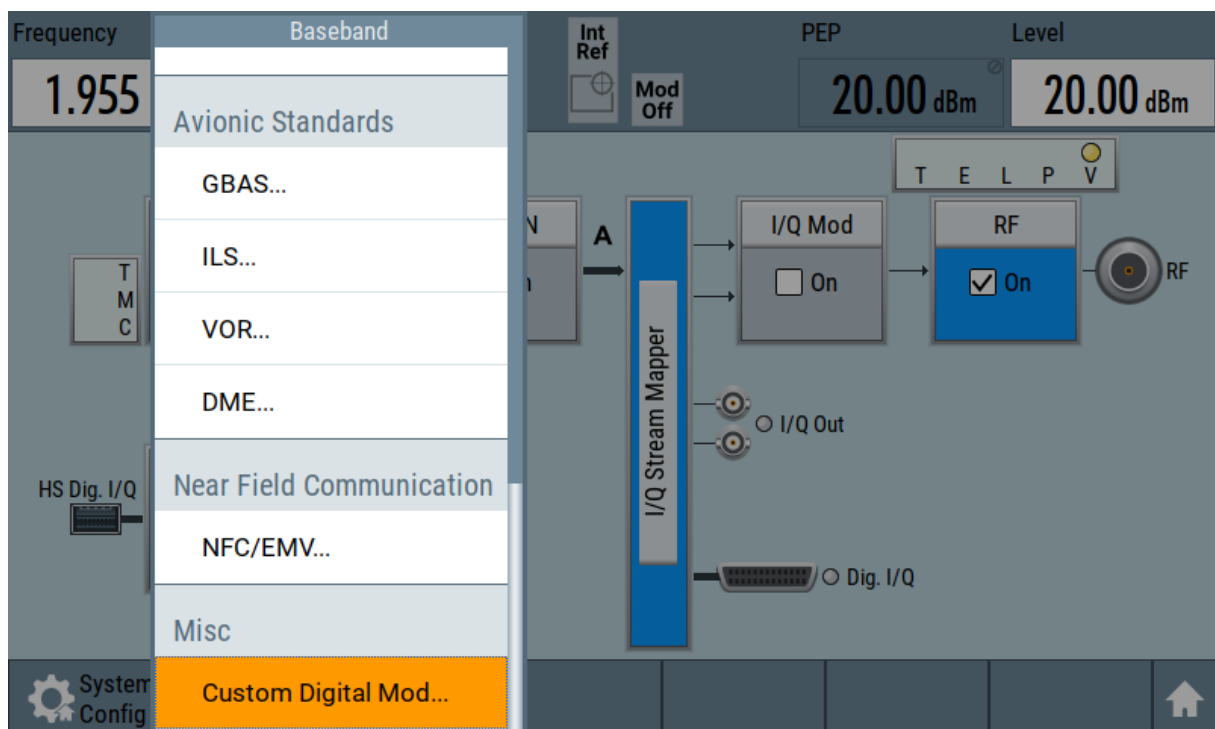 Frequency
1.955
Baseband
Avionic Standards
GBAS...
ILS...
VOR...
DME...
Near Field Communication
NFC/EMV...
Misc
Custom Digital Mod...
Int
Ref
Mod
Off
PEP
20.00 dBm
Level
20.00 dBm
T E L P V
T
M
C
N
A
I/Q Stream Mapper
I/Q Mod
On
RF
On
RF
I/Q Out
HS Dig. I/Q
Dig. I/Q
System
Config